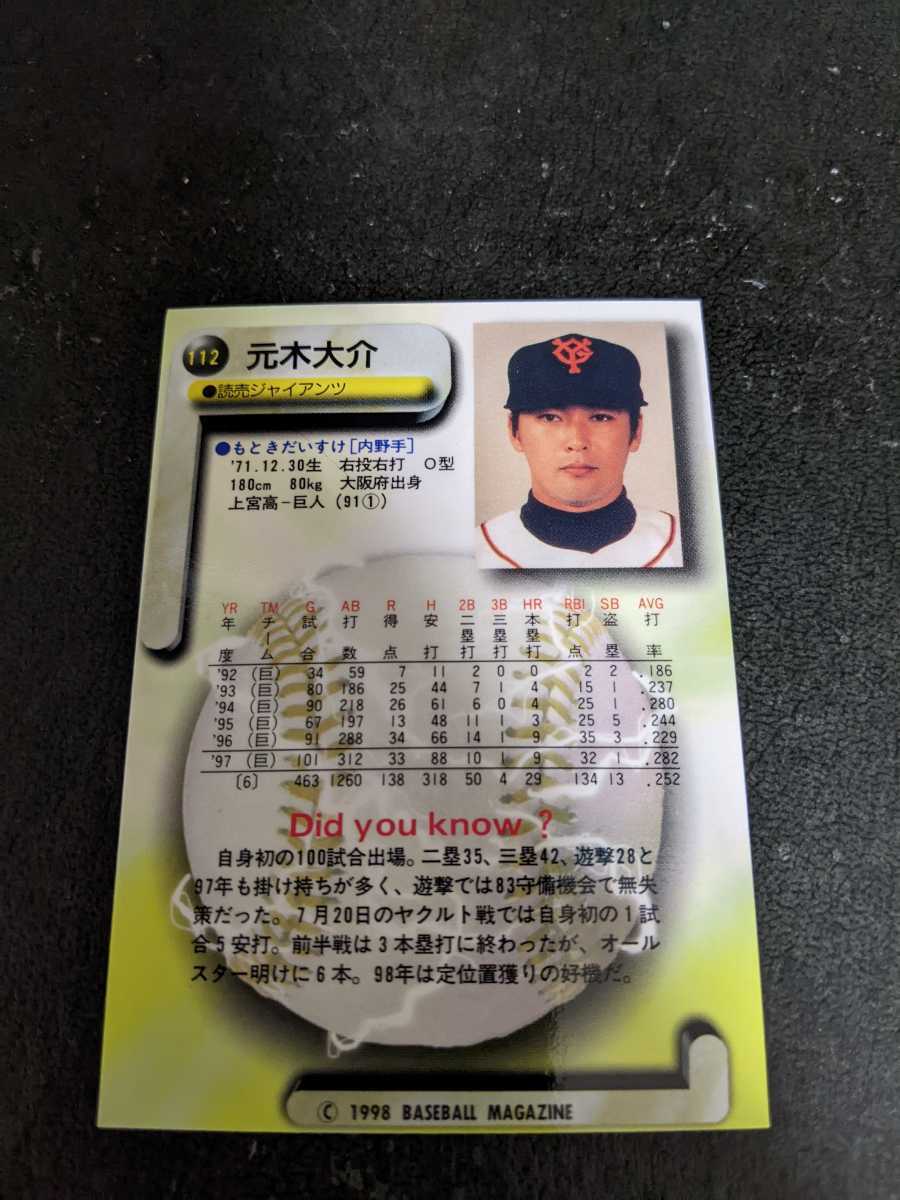 112 元木大介
●読売ジャイアンツ
●もときだいすけ[内野手]
'71.12.30生 右投右打 O型
180cm 80kg 大阪府出身
上宮高-巨人(91①)
YR TM G AB R H 2B 3B HR RBI SB AVG
年度 チーム 試合 打数 得点 安打 二塁打 三塁打 本塁打 打点 盗塁 打率
'92 (巨) 34 59 7 11 2 0 0 2 2 .186
'93 (巨) 80 186 25 44 7 1 4 15 1 .237
'94 (巨) 90 218 26 61 6 0 4 25 1 .280
'95 (巨) 67 197 13 48 11 1 3 25 5 .244
'96 (巨) 91 288 34 66 14 1 9 35 3 .229
'97 (巨) 101 312 33 88 10 1 9 32 1 .282
〔6〕 463 1260 138 318 50 4 29 134 13 .252
Did you know ?
自身初の100試合出場。二塁35、三塁42、遊撃28と
97年も掛け持ちが多く、遊撃では83守備機会で無失
策だった。7月20日のヤクルト戦では自身初の1試
合5安打。前半戦は3本塁打に終わったが、オール
スター明けに6本。98年は定位置獲りの好機だ。
© 1998 BASEBALL MAGAZINE